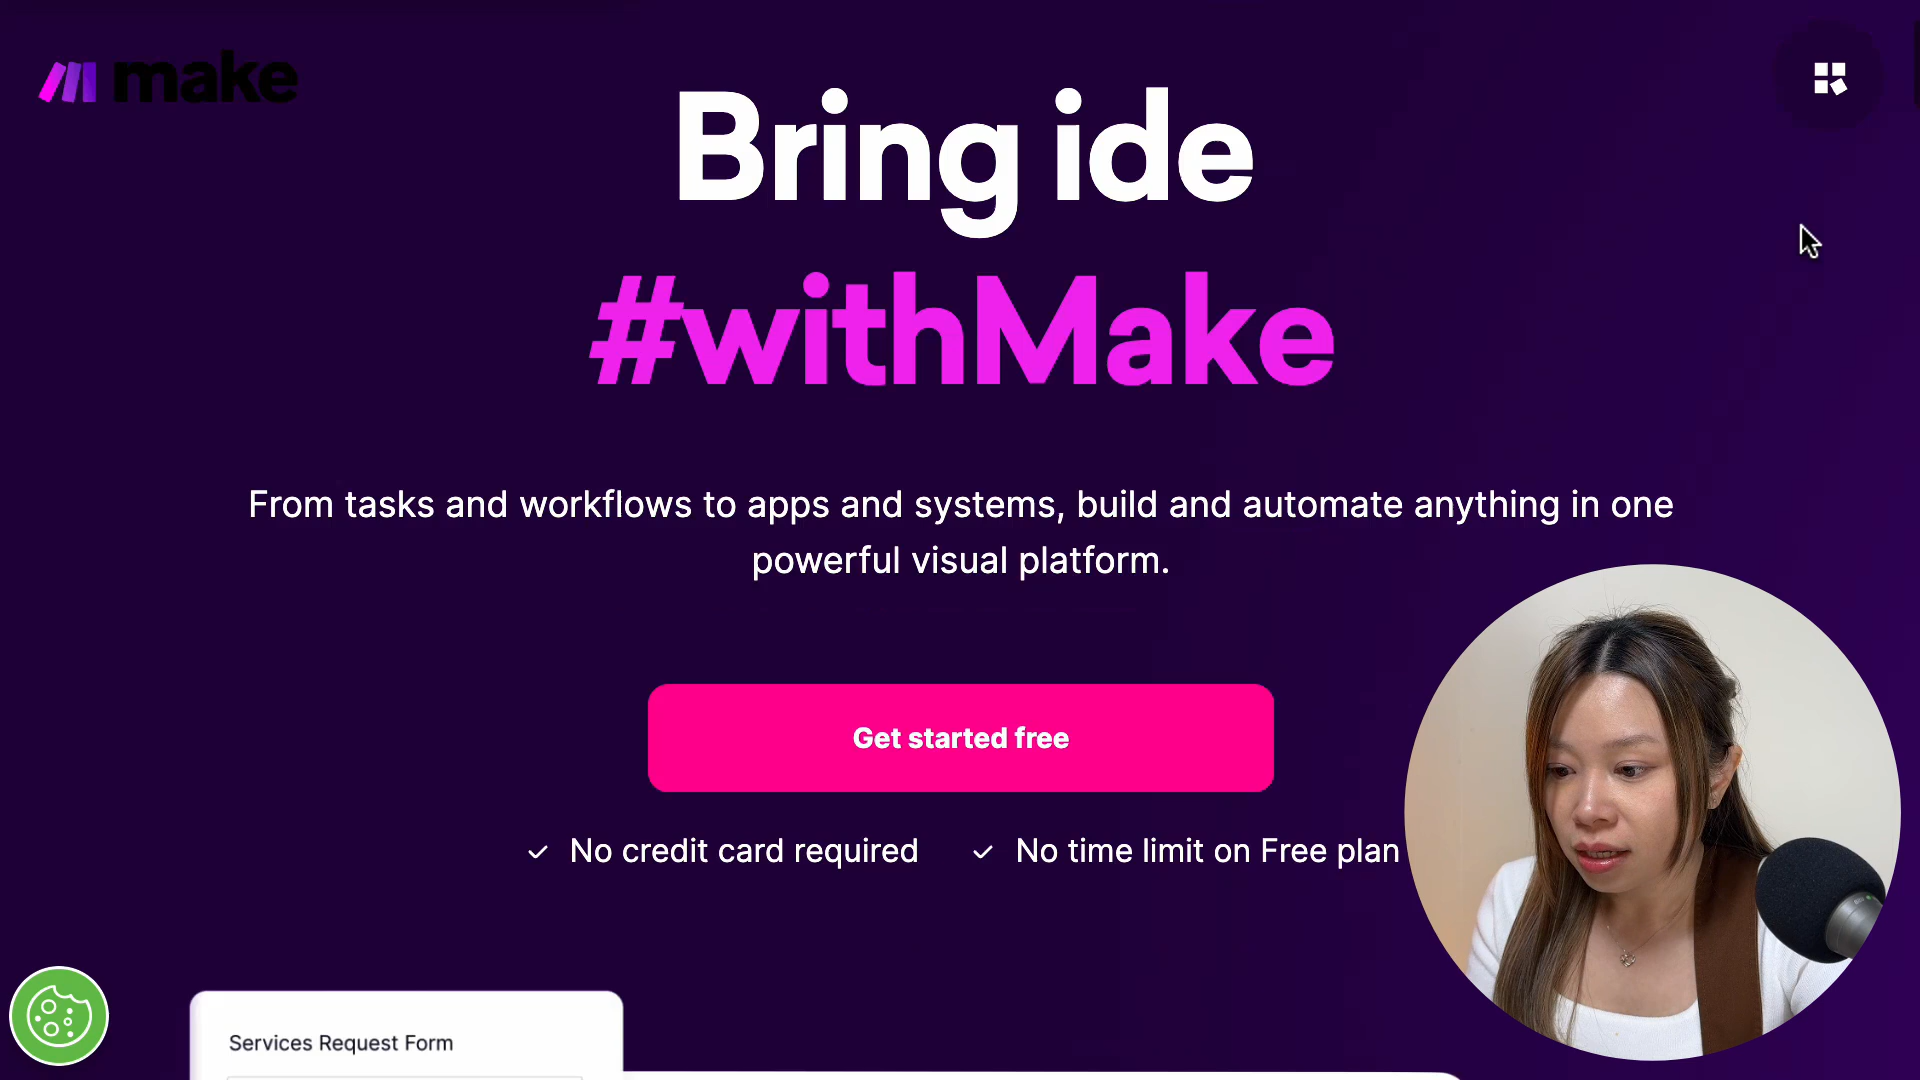 make
Bring ide
#withMake
From tasks and workflows to apps and systems, build and automate anything in one
powerful visual platform.
Get started free
No credit card required
No time limit on Free plan
Services Request Form